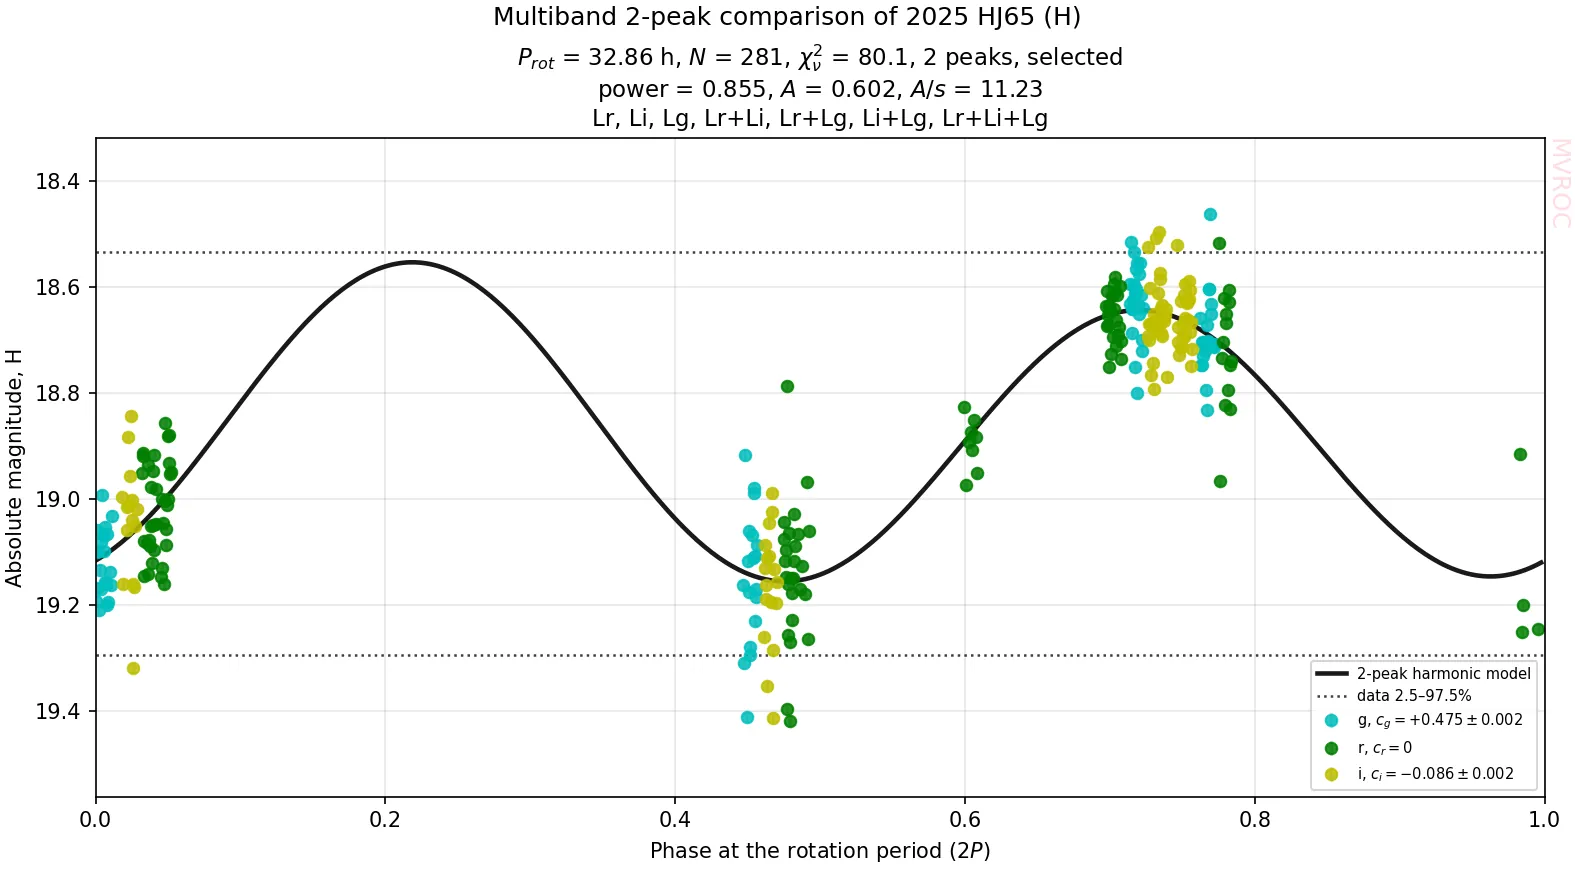 Multiband 2-peak comparison of 2025 HJ65 (H)
P_rot = 32.86 h, N = 281, χ²_ν = 80.1, 2 peaks, selected
power = 0.855, A = 0.602, A/s = 11.23
Lr, Li, Lg, Lr+Li, Lr+Lg, Li+Lg, Lr+Li+Lg
MVROC
Absolute magnitude, H
18.4
18.6
18.8
19.0
19.2
19.4
2-peak harmonic model
data 2.5–97.5%
g, c_g = +0.475 ± 0.002
r, c_r = 0
i, c_i = −0.086 ± 0.002
0.0 0.2 0.4 0.6 0.8 1.0
Phase at the rotation period (2P)